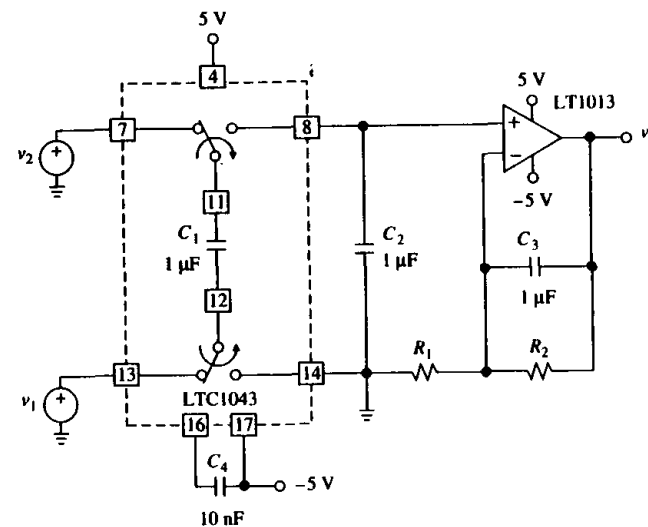 5 V
4
5 V
LT1013
7
8
+
v
v2
+
−
11
−5 V
C1
1 µF
C2
1 µF
C3
1 µF
12
R1
R2
13
14
v1
+
LTC1043
16
17
C4
−5 V
10 nF